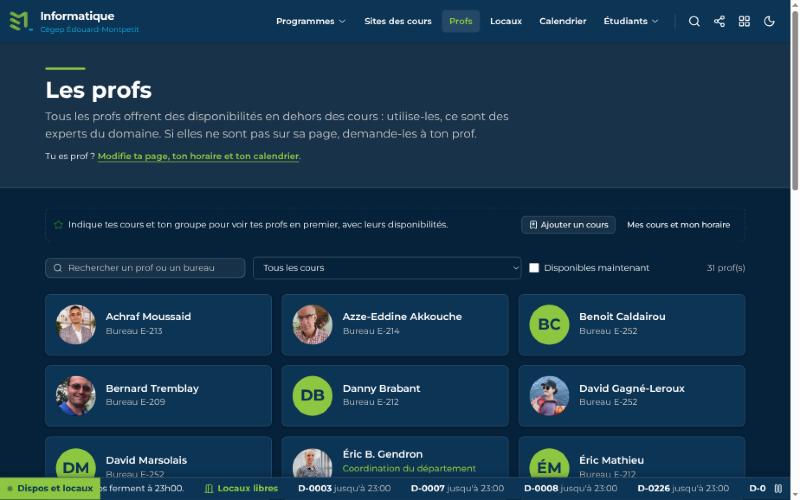 Informatique
Cégep Édouard-Montpetit
Programmes
Sites des cours
Profs
Locaux
Calendrier
Étudiants
Les profs
Tous les profs offrent des disponibilités en dehors des cours : utilise-les, ce sont des
experts du domaine. Si elles ne sont pas sur sa page, demande-les à ton prof.
Tu es prof ? Modifie ta page, ton horaire et ton calendrier.
Indique tes cours et ton groupe pour voir tes profs en premier, avec leurs disponibilités.
Ajouter un cours
Mes cours et mon horaire
Rechercher un prof ou un bureau
Tous les cours
Disponibles maintenant
31 prof(s)
Achraf Moussaid
Bureau E-213
Azze-Eddine Akkouche
Bureau E-214
BC
Benoit Caldairou
Bureau E-252
Bernard Tremblay
Bureau E-209
DB
Danny Brabant
Bureau E-212
David Gagné-Leroux
Bureau E-252
DM
David Marsolais
Bureau E-252
Éric B. Gendron
Coordination du département
ÉM
Éric Mathieu
Bureau E-212
Dispos et locaux
os ferment à 23h00.
Locaux libres
D-0003 jusqu'à 23:00
D-0007 jusqu'à 23:00
D-0008 jusqu'à 23:00
D-0226 jusqu'à 23:00
D-0